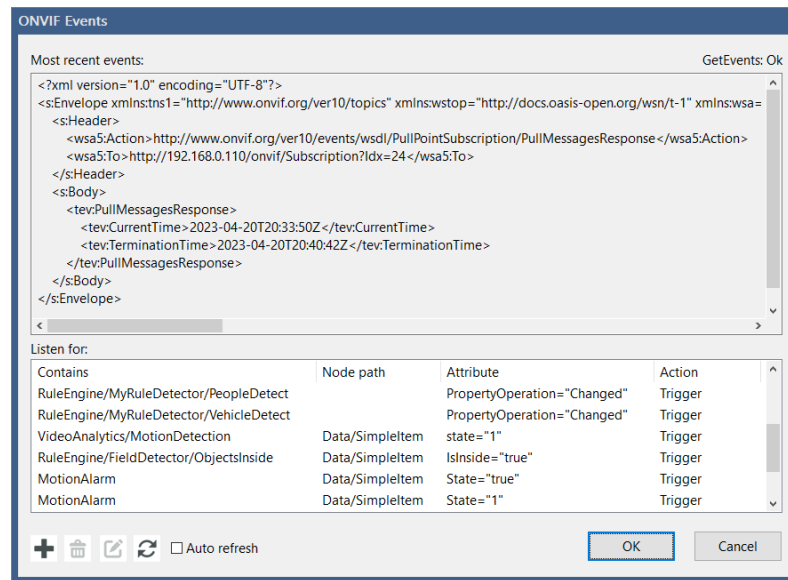 ONVIF Events
Most recent events: GetEvents: Ok
<?xml version="1.0" encoding="UTF-8"?>
<s:Envelope xmlns:tns1="http://www.onvif.org/ver10/topics" xmlns:wstop="http://docs.oasis-open.org/wsn/t-1" xmlns:wsa=
<s:Header>
<wsa5:Action>http://www.onvif.org/ver10/events/wsdl/PullPointSubscription/PullMessagesResponse</wsa5:Action>
<wsa5:To>http://192.168.0.110/onvif/Subscription?Idx=24</wsa5:To>
</s:Header>
<s:Body>
<tev:PullMessagesResponse>
<tev:CurrentTime>2023-04-20T20:33:50Z</tev:CurrentTime>
<tev:TerminationTime>2023-04-20T20:40:42Z</tev:TerminationTime>
</tev:PullMessagesResponse>
</s:Body>
</s:Envelope>
Listen for:
Contains Node path Attribute Action
RuleEngine/MyRuleDetector/PeopleDetect PropertyOperation="Changed" Trigger
RuleEngine/MyRuleDetector/VehicleDetect PropertyOperation="Changed" Trigger
VideoAnalytics/MotionDetection Data/SimpleItem state="1" Trigger
RuleEngine/FieldDetector/ObjectsInside Data/SimpleItem IsInside="true" Trigger
MotionAlarm Data/SimpleItem State="true" Trigger
MotionAlarm Data/SimpleItem State="1" Trigger
Auto refresh OK Cancel